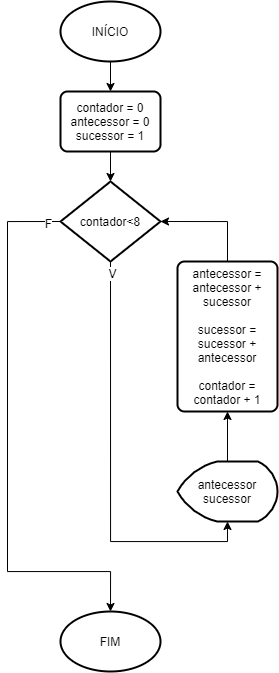 INÍCIO
contador = 0
antecessor = 0
sucessor = 1
contador<8
F
V
antecessor =
antecessor +
sucessor
sucessor =
sucessor +
antecessor
contador =
contador + 1
antecessor
sucessor
FIM